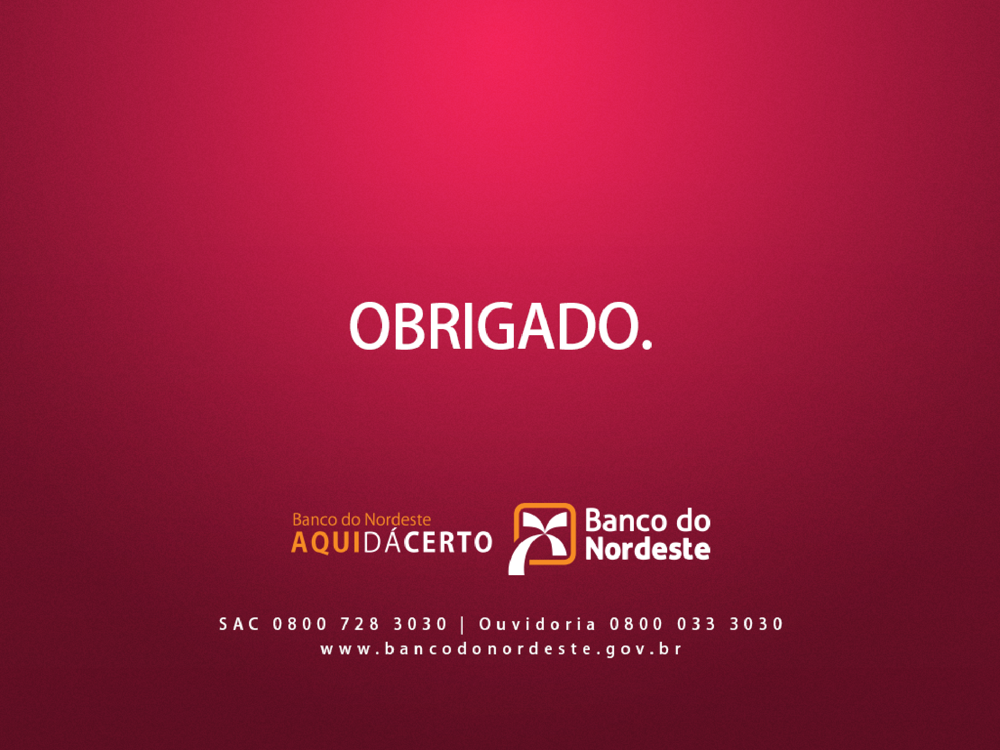 OBRIGADO.
Banco do Nordeste
AQUIDÁCERTO
Banco do
Nordeste
SAC 0800 728 3030 | Ouvidoria 0800 033 3030
www.bancodonordeste.gov.br